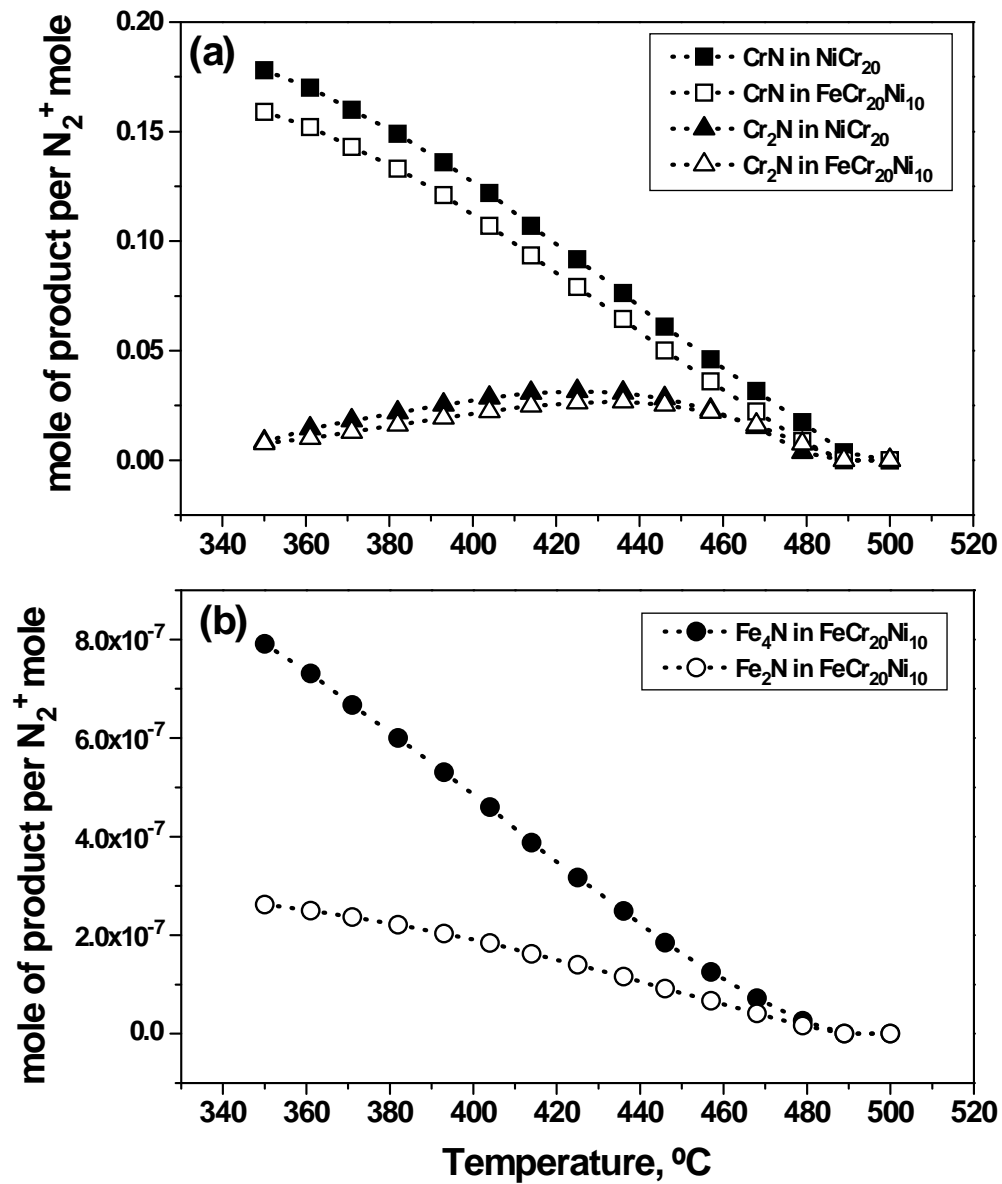 (a)
CrN in NiCr₂₀
CrN in FeCr₂₀Ni₁₀
Cr₂N in NiCr₂₀
Cr₂N in FeCr₂₀Ni₁₀
mole of product per N₂⁺ mole
0.20
0.15
0.10
0.05
0.00
340 360 380 400 420 440 460 480 500 520
(b)
Fe₄N in FeCr₂₀Ni₁₀
Fe₂N in FeCr₂₀Ni₁₀
mole of product per N₂⁺ mole
8.0x10⁻⁷
6.0x10⁻⁷
4.0x10⁻⁷
2.0x10⁻⁷
0.0
340 360 380 400 420 440 460 480 500 520
Temperature, ºC